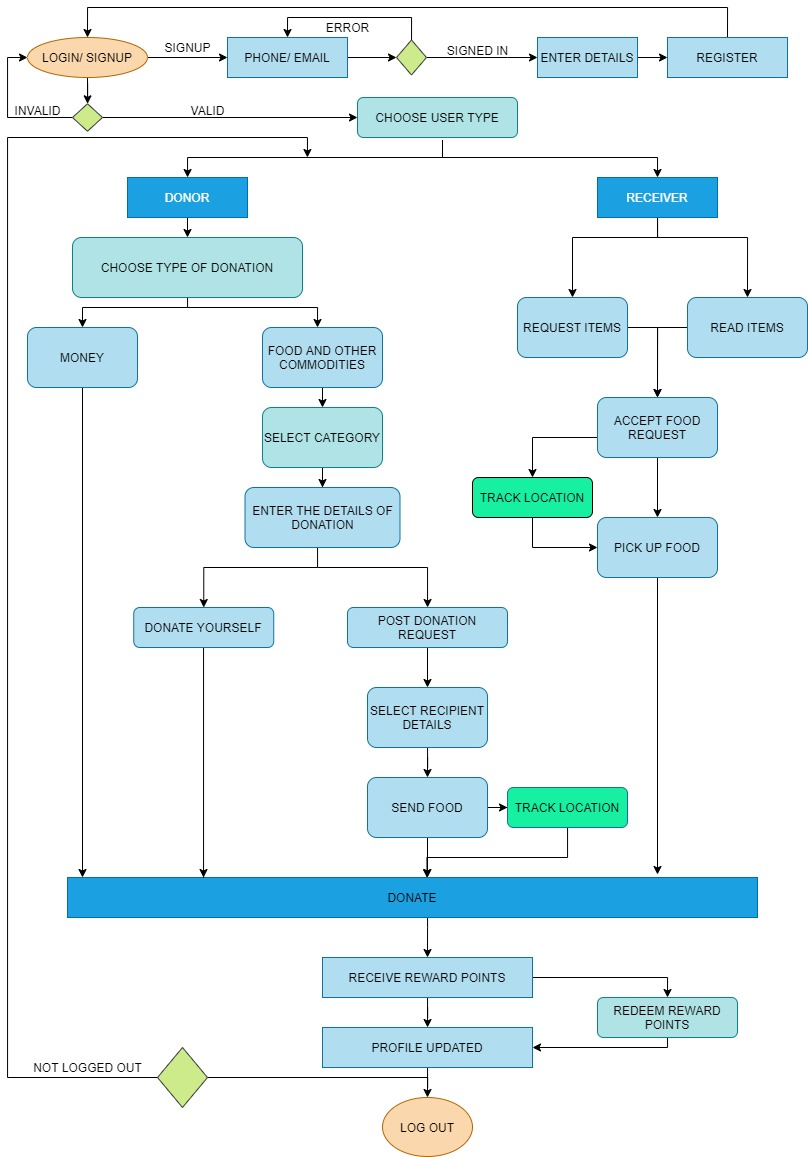 ERROR
LOGIN/ SIGNUP
SIGNUP
PHONE/ EMAIL
SIGNED IN
ENTER DETAILS
REGISTER
INVALID
VALID
CHOOSE USER TYPE
DONOR
RECEIVER
CHOOSE TYPE OF DONATION
REQUEST ITEMS
READ ITEMS
MONEY
FOOD AND OTHER
COMMODITIES
ACCEPT FOOD
REQUEST
SELECT CATEGORY
TRACK LOCATION
ENTER THE DETAILS OF
DONATION
PICK UP FOOD
DONATE YOURSELF
POST DONATION
REQUEST
SELECT RECIPIENT
DETAILS
SEND FOOD
TRACK LOCATION
DONATE
RECEIVE REWARD POINTS
REDEEM REWARD
POINTS
PROFILE UPDATED
NOT LOGGED OUT
LOG OUT